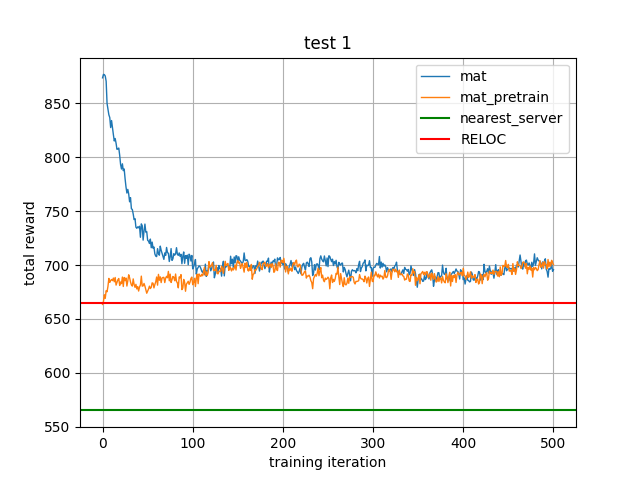 test 1
mat
mat_pretrain
nearest_server
RELOC
total reward
850
800
750
700
650
600
550
0
100
200
300
400
500
training iteration